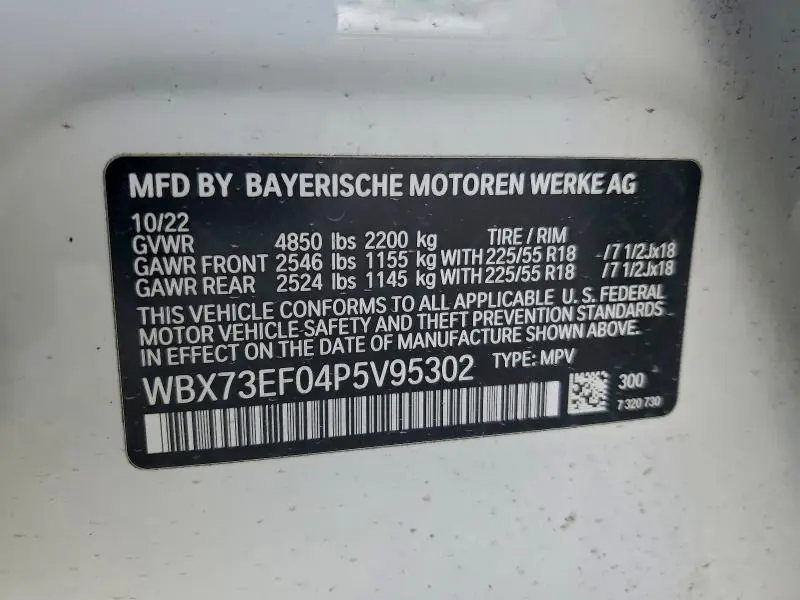 MFD BY BAYERISCHE MOTOREN WERKE AG
10/22
GVWR 4850 lbs 2200 kg TIRE / RIM
GAWR FRONT 2546 lbs 1155 kg WITH 225/55 R18 /7 1/2Jx18
GAWR REAR 2524 lbs 1145 kg WITH 225/55 R18 /7 1/2Jx18
THIS VEHICLE CONFORMS TO ALL APPLICABLE U. S. FEDERAL
MOTOR VEHICLE SAFETY AND THEFT PREVENTION STANDARDS
IN EFFECT ON THE DATE OF MANUFACTURE SHOWN ABOVE.
WBX73EF04P5V95302 TYPE: MPV
300
7 320 730